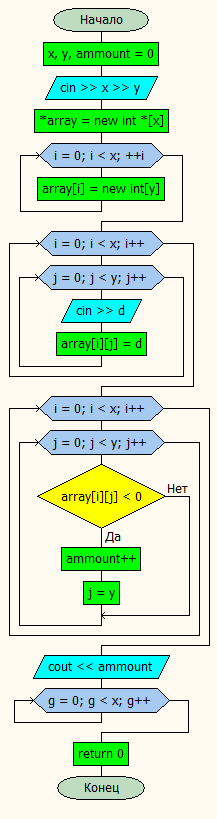 Начало
x, y, ammount = 0
cin >> x >> y
*array = new int *[x]
i = 0; i < x; ++i
array[i] = new int[y]
i = 0; i < x; i++
j = 0; j < y; j++
cin >> d
array[i][j] = d
i = 0; i < x; i++
j = 0; j < y; j++
array[i][j] < 0
Нет
Да
ammount++
j = y
cout << ammount
g = 0; g < x; g++
return 0
Конец